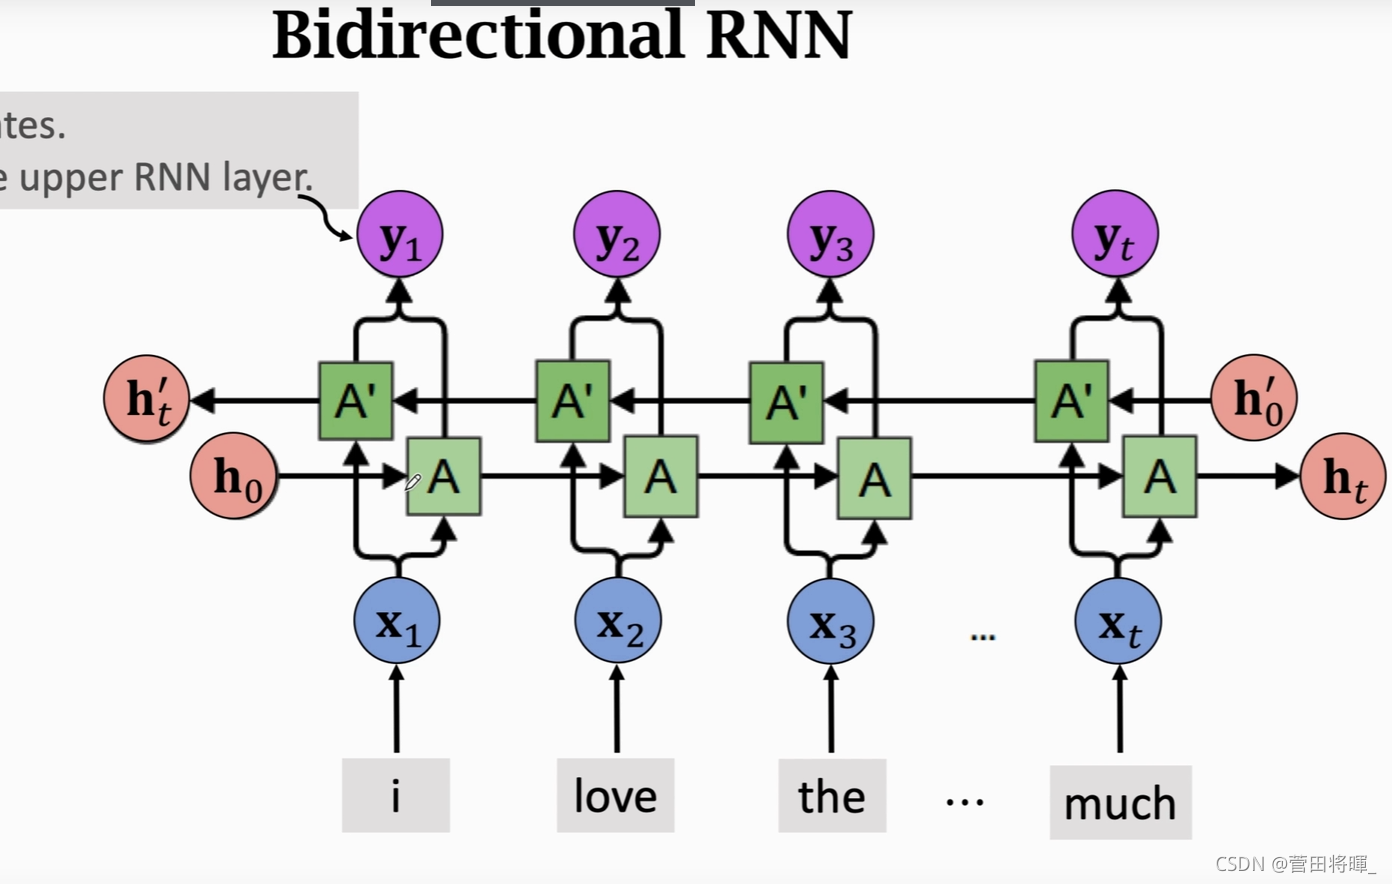 Bidirectional RNN
tes.
e upper RNN layer.
y₁ y₂ y₃ yₜ
h′ₜ A' A' A' A' h′₀
h₀ A A A A hₜ
x₁ x₂ x₃ ... xₜ
i love the ... much
CSDN @菅田将暉_